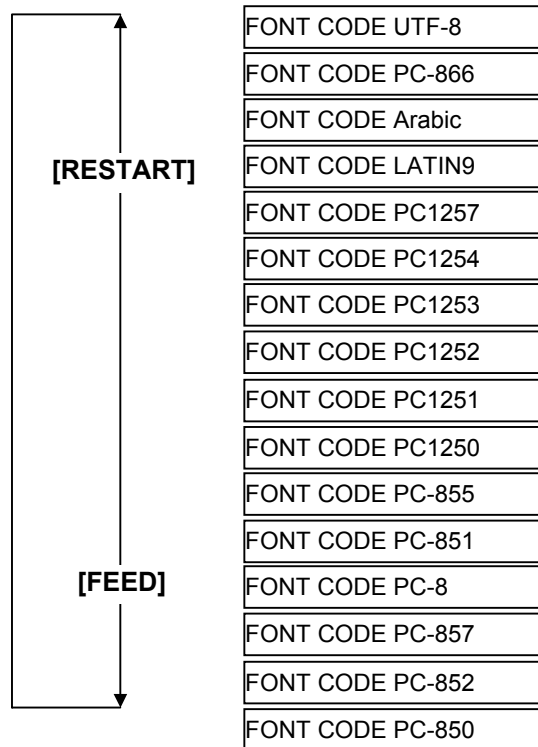 FONT CODE UTF-8
FONT CODE PC-866
FONT CODE Arabic
[RESTART]
FONT CODE LATIN9
FONT CODE PC1257
FONT CODE PC1254
FONT CODE PC1253
FONT CODE PC1252
FONT CODE PC1251
FONT CODE PC1250
FONT CODE PC-855
FONT CODE PC-851
[FEED]
FONT CODE PC-8
FONT CODE PC-857
FONT CODE PC-852
FONT CODE PC-850